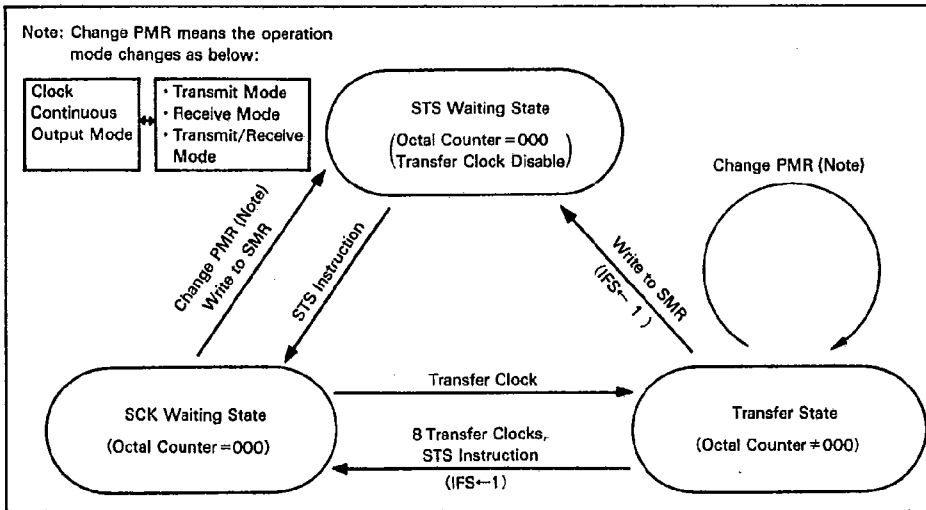 Note: Change PMR means the operation
mode changes as below:
Clock
Continuous
Output Mode
• Transmit Mode
• Receive Mode
• Transmit/Receive
Mode
STS Waiting State
(Octal Counter=000
Transfer Clock Disable)
Change PMR (Note)
Change PMR (Note)
Write to SMR
STS Instruction
Write to SMR
(IFS←1)
SCK Waiting State
(Octal Counter=000)
Transfer Clock
8 Transfer Clocks,
STS Instruction
(IFS←1)
Transfer State
(Octal Counter≠000)